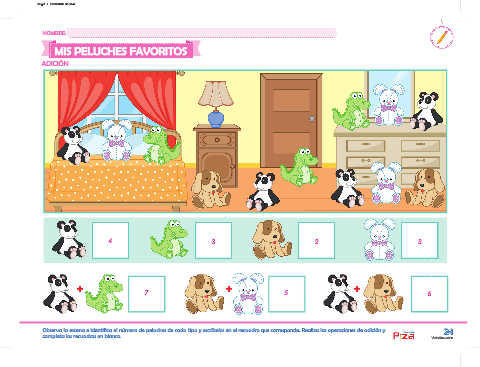 NOMBRE:
MIS PELUCHES FAVORITOS
ADICIÓN
4 3 2 3
+ 7 + 5 + 6
Observa la escena e identifica el número de peluches de cada tipo y escríbelo en el recuadro que corresponda. Realiza las operaciones de adición y
completa los recuadros en blanco.
Pizá
24